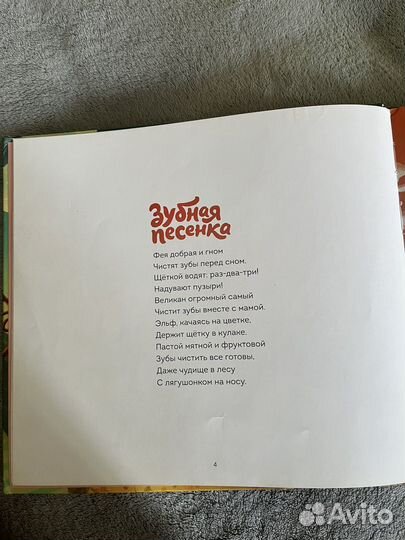 Зубная
песенка
Фея добрая и гном
Чистят зубы перед сном.
Щёткой водят: раз-два-три!
Надувают пузыри!
Великан огромный самый
Чистит зубы вместе с мамой.
Эльф, качаясь на цветке,
Держит щётку в кулаке.
Пастой мятной и фруктовой
Зубы чистить все готовы,
Даже чудище в лесу
С лягушонком на носу.
4
Avito